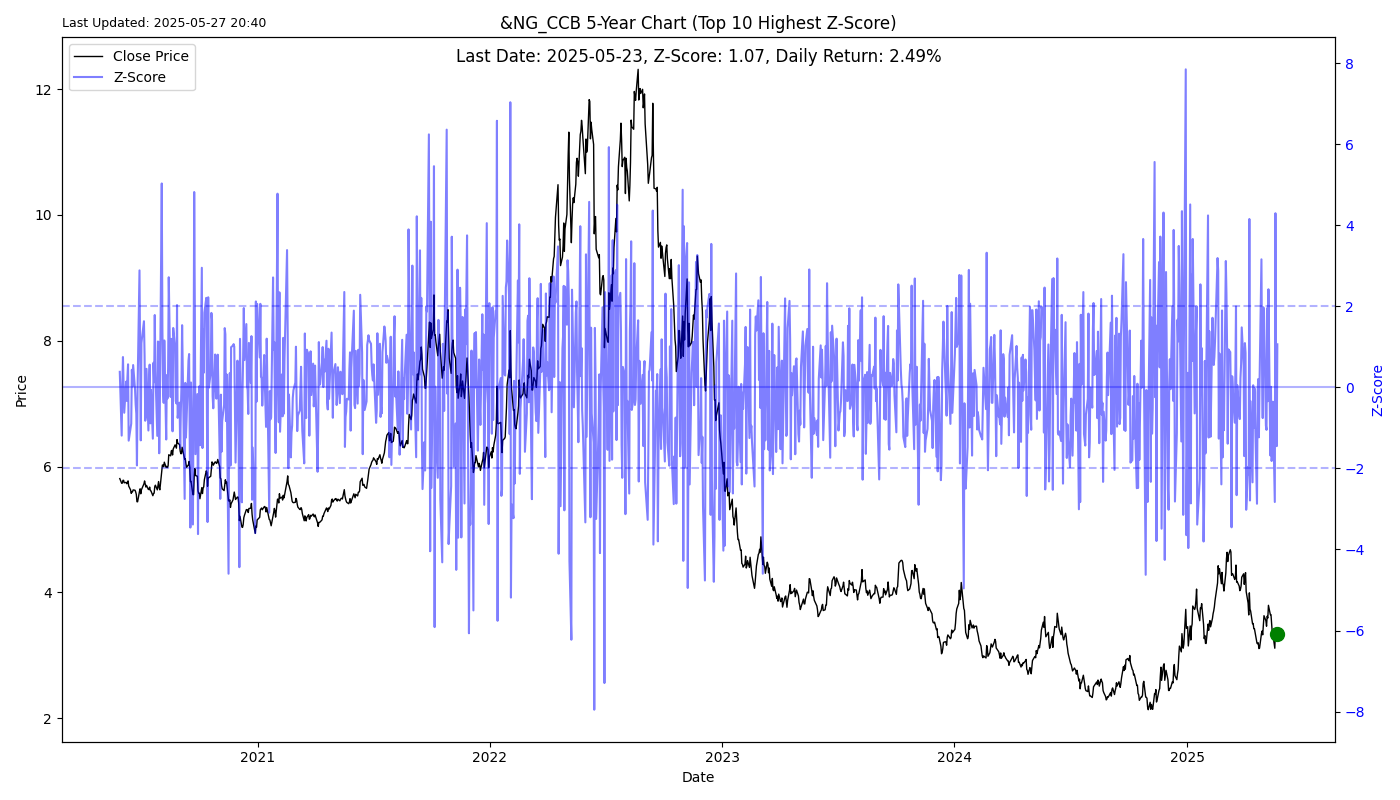 Last Updated: 2025-05-27 20:40
&NG_CCB 5-Year Chart (Top 10 Highest Z-Score)
Last Date: 2025-05-23, Z-Score: 1.07, Daily Return: 2.49%
Close Price
Z-Score
12
10
8
6
4
2
Price
8
6
4
2
0
−2
−4
−6
−8
Z-Score
2021
2022
2023
2024
2025
Date